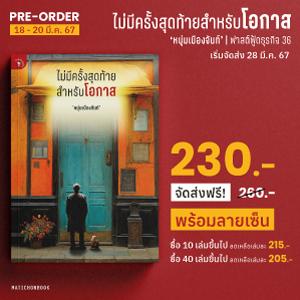 PRE-ORDER
18 - 20 มี.ค. 67
ไม่มีครั้งสุดท้ายสำหรับโอกาส
'หนุ่มเมืองจันท์' | ฟาสต์ฟู้ดธุรกิจ 36
เริ่มจัดส่ง 28 มี.ค. 67
ไม่มีครั้งสุดท้าย
สำหรับโอกาส
'หนุ่มเมืองจันท์'
230.-
จัดส่งฟรี! 260.-
พร้อมลายเซ็น
ซื้อ 10 เล่มขึ้นไป ลดเหลือเล่มละ 215.-
ซื้อ 40 เล่มขึ้นไป ลดเหลือเล่มละ 205.-
MATICHONBOOK